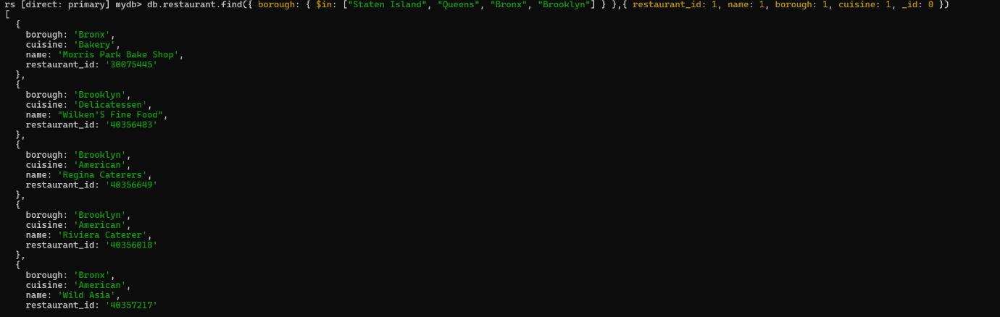 rs [direct: primary] mydb> db.restaurant.find({ borough: { $in: ["Staten Island", "Queens", "Bronx", "Brooklyn"] } },{ restaurant_id: 1, name: 1, borough: 1, cuisine: 1, _id: 0 })
[
  {
    borough: 'Bronx',
    cuisine: 'Bakery',
    name: 'Morris Park Bake Shop',
    restaurant_id: '30075445'
  },
  {
    borough: 'Brooklyn',
    cuisine: 'Delicatessen',
    name: "Wilken'S Fine Food",
    restaurant_id: '40356483'
  },
  {
    borough: 'Brooklyn',
    cuisine: 'American',
    name: 'Regina Caterers',
    restaurant_id: '40356649'
  },
  {
    borough: 'Brooklyn',
    cuisine: 'American',
    name: 'Riviera Caterer',
    restaurant_id: '40356018'
  },
  {
    borough: 'Bronx',
    cuisine: 'American',
    name: 'Wild Asia',
    restaurant_id: '40357217'